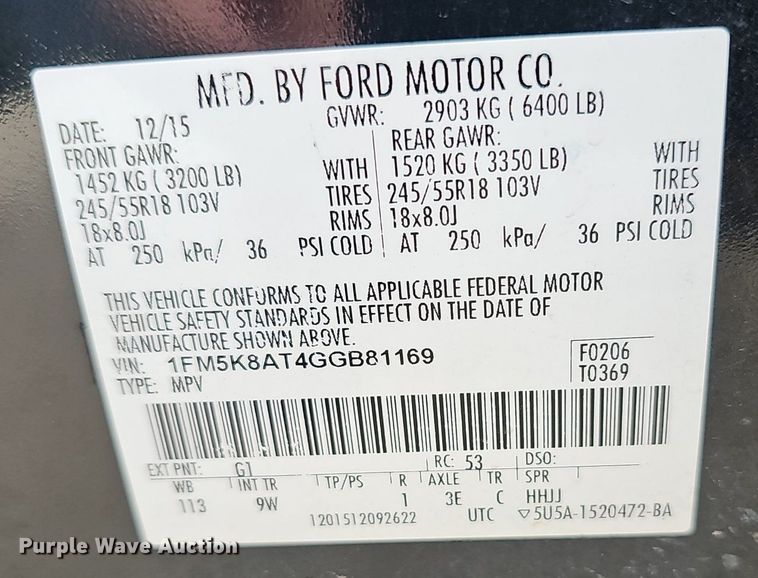 MFD. BY FORD MOTOR CO.
DATE: 12/15 GVWR: 2903 KG ( 6400 LB)
FRONT GAWR: REAR GAWR:
1452 KG ( 3200 LB) WITH 1520 KG ( 3350 LB) WITH
245/55R18 103V TIRES 245/55R18 103V TIRES
18x8.0J RIMS 18x8.0J RIMS
AT 250 kPa/ 36 PSI COLD AT 250 kPa/ 36 PSI COLD
THIS VEHICLE CONFORMS TO ALL APPLICABLE FEDERAL MOTOR
VEHICLE SAFETY STANDARDS IN EFFECT ON THE DATE OF
MANUFACTURE SHOWN ABOVE.
VIN: 1FM5K8AT4GGB81169 F0206
TYPE: MPV T0369
EXT PNT: G1 RC: 53 DSO:
WB INT TR TP/PS R AXLE TR SPR
113 9W 1 3E C HHJJ
1201512092622 UTC ▽5U5A-1520472-BA
Purple Wave Auction